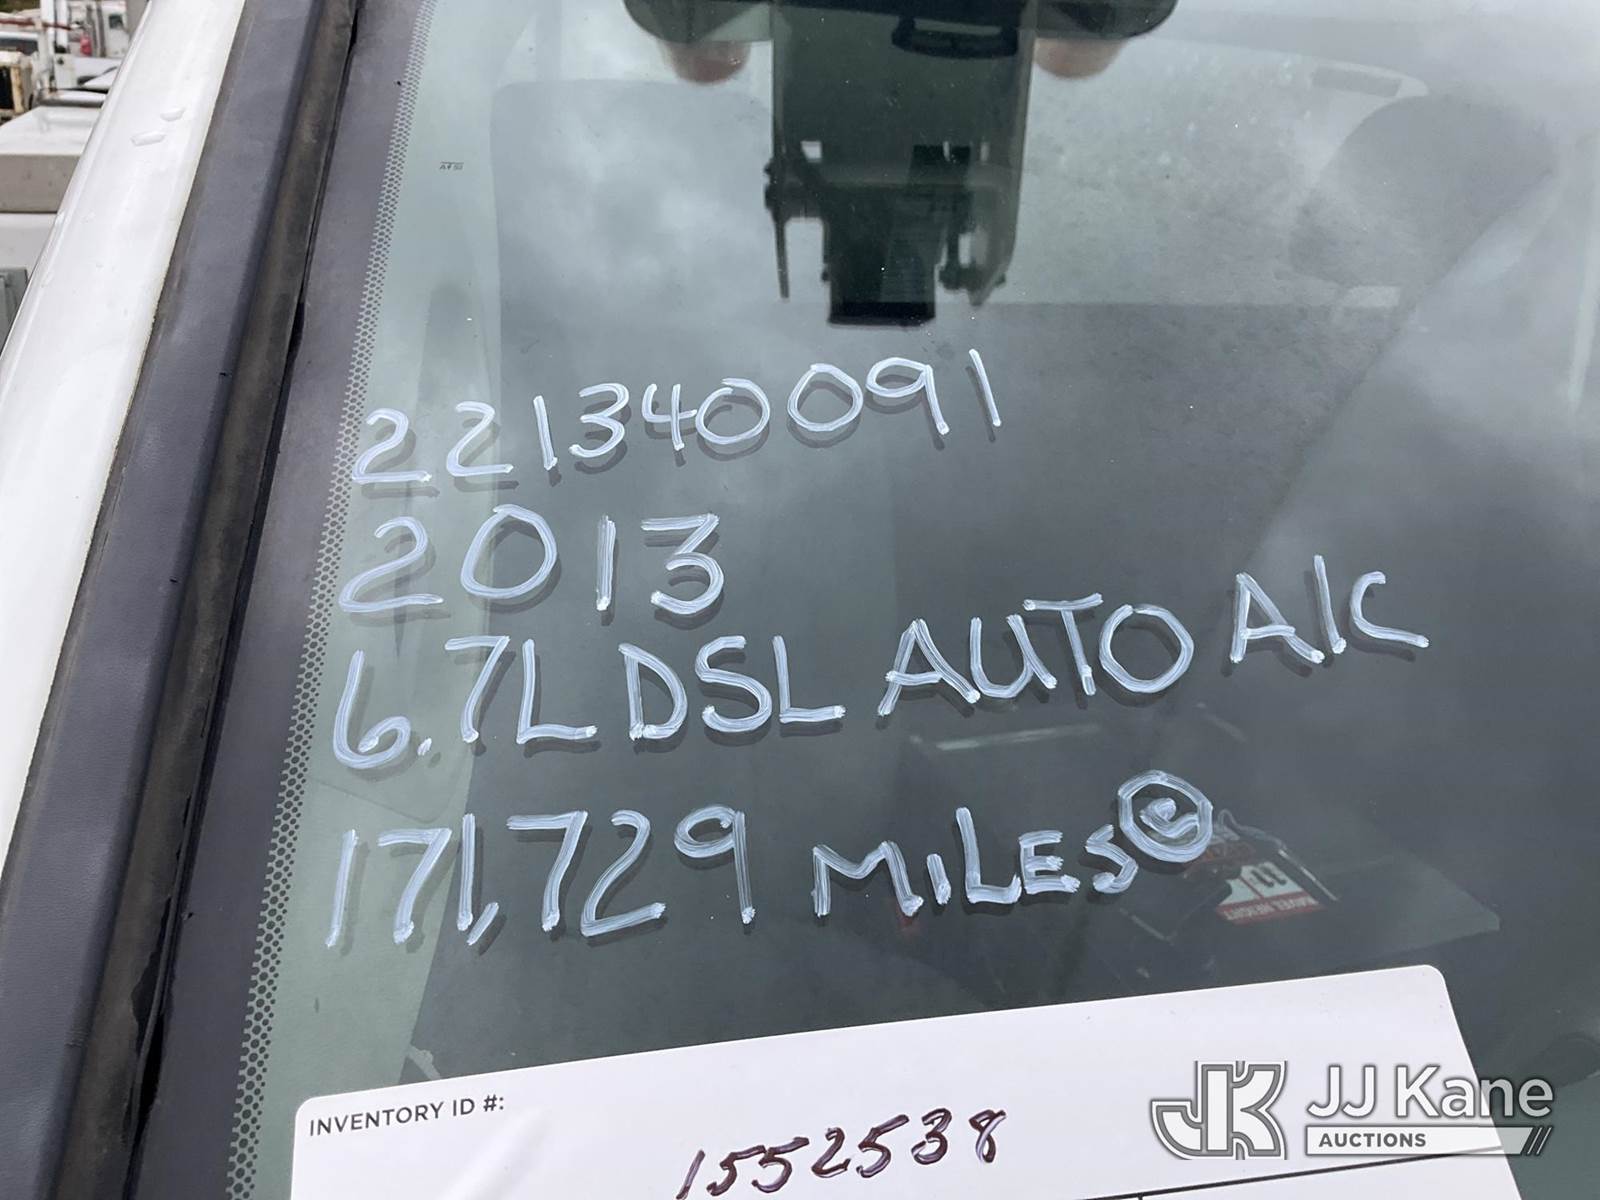 221340091
2013
6.7L DSL AUTO A/C
171,729 MILES
INVENTORY ID #:
1552538
JJ Kane
AUCTIONS